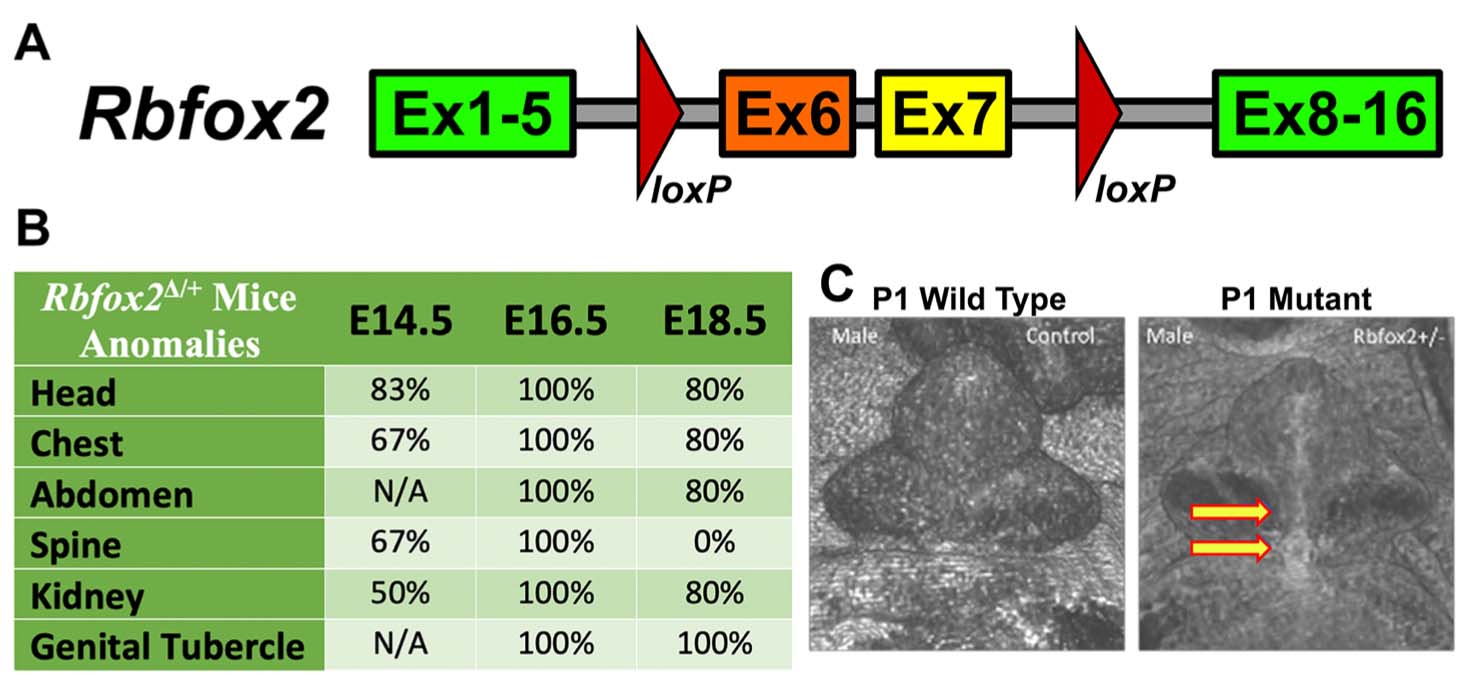 A
Rbfox2
Ex1-5
Ex6
Ex7
Ex8-16
loxP
loxP
B
Rbfox2Δ/+ Mice Anomalies
E14.5
E16.5
E18.5
Head 83% 100% 80%
Chest 67% 100% 80%
Abdomen N/A 100% 80%
Spine 67% 100% 0%
Kidney 50% 100% 80%
Genital Tubercle N/A 100% 100%
C
P1 Wild Type
P1 Mutant
Male
Control
Male
Rbfox2+/-